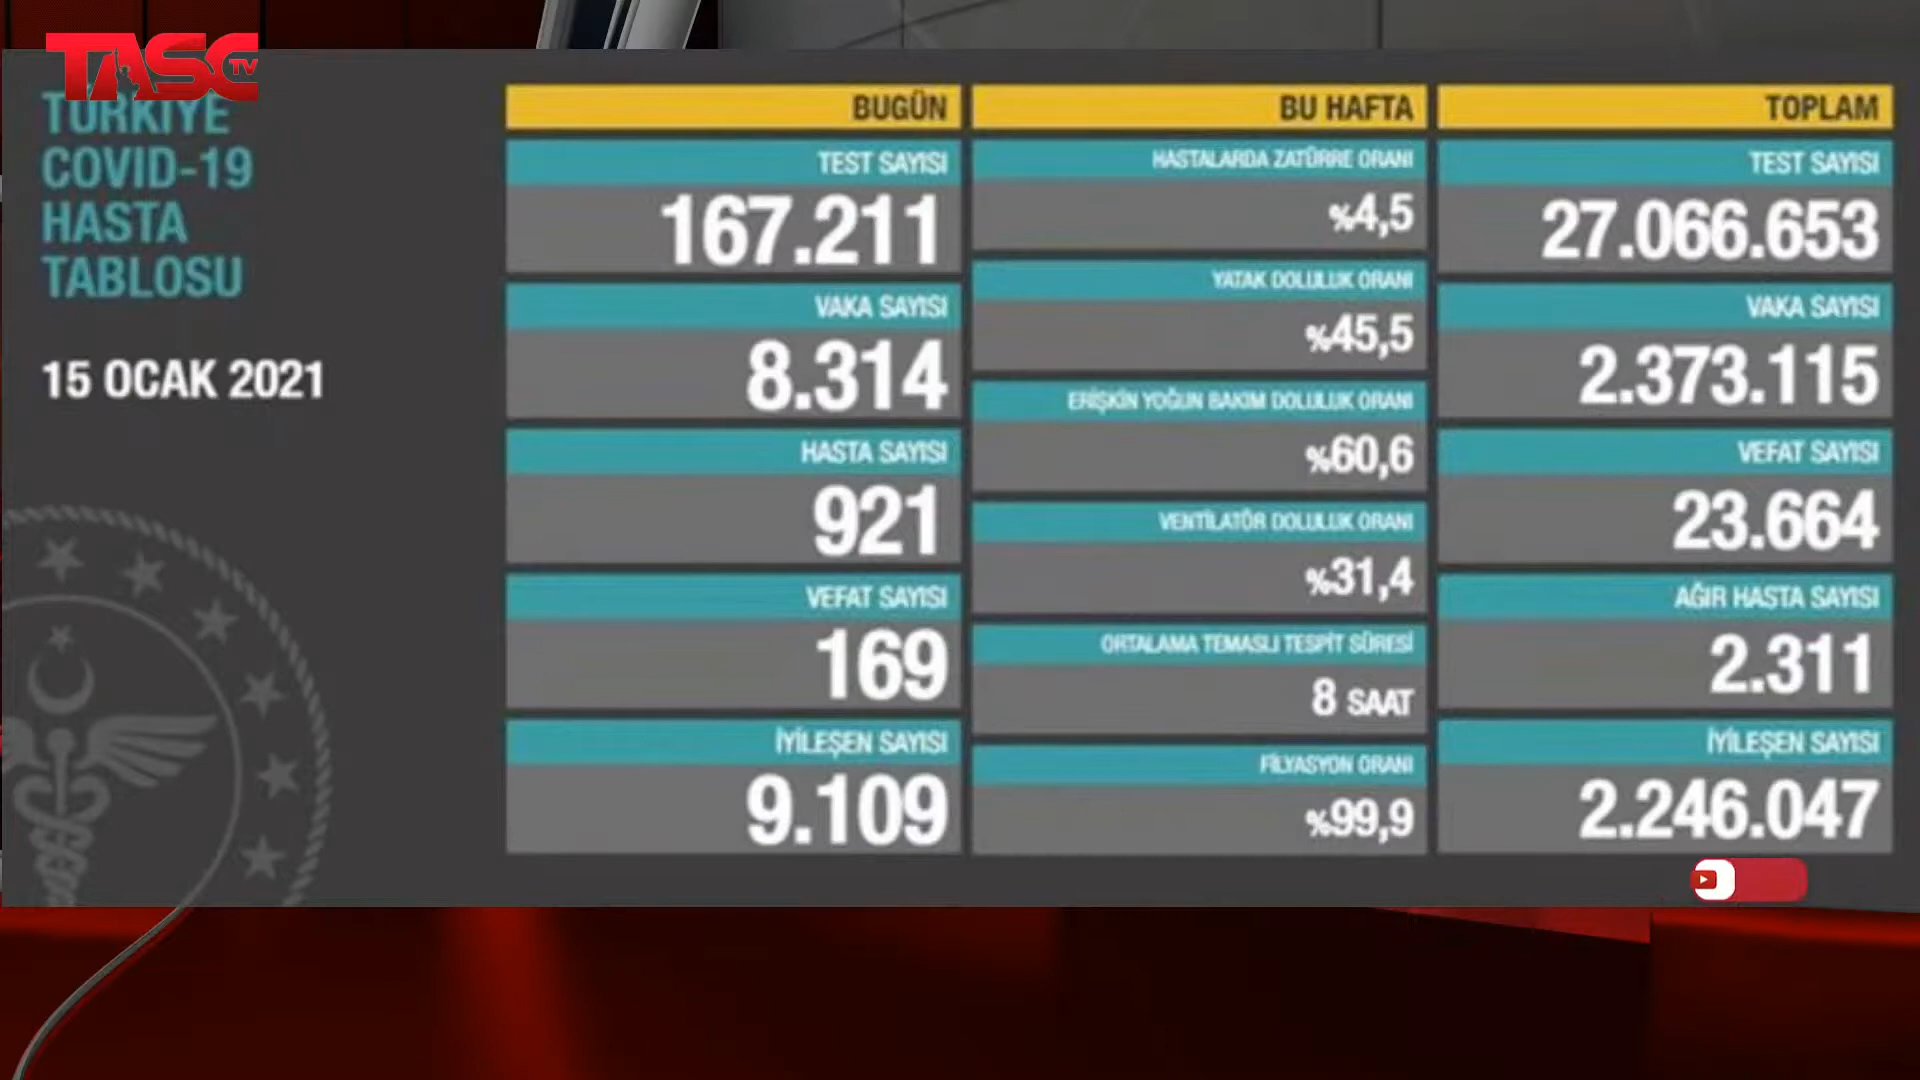 TASC TV
TÜRKİYE
COVID-19
HASTA
TABLOSU
15 OCAK 2021
BUGÜN
TEST SAYISI
167.211
VAKA SAYISI
8.314
HASTA SAYISI
921
VEFAT SAYISI
169
İYİLEŞEN SAYISI
9.109
BU HAFTA
HASTALARDA ZATÜRRE ORANI
%4,5
YATAK DOLULUK ORANI
%45,5
ERİŞKİN YOĞUN BAKIM DOLULUK ORANI
%60,6
VENTİLATÖR DOLULUK ORANI
%31,4
ORTALAMA TEMASLI TESPİT SÜRESİ
8 SAAT
FİLYASYON ORANI
%99,9
TOPLAM
TEST SAYISI
27.066.653
VAKA SAYISI
2.373.115
VEFAT SAYISI
23.664
AĞIR HASTA SAYISI
2.311
İYİLEŞEN SAYISI
2.246.047